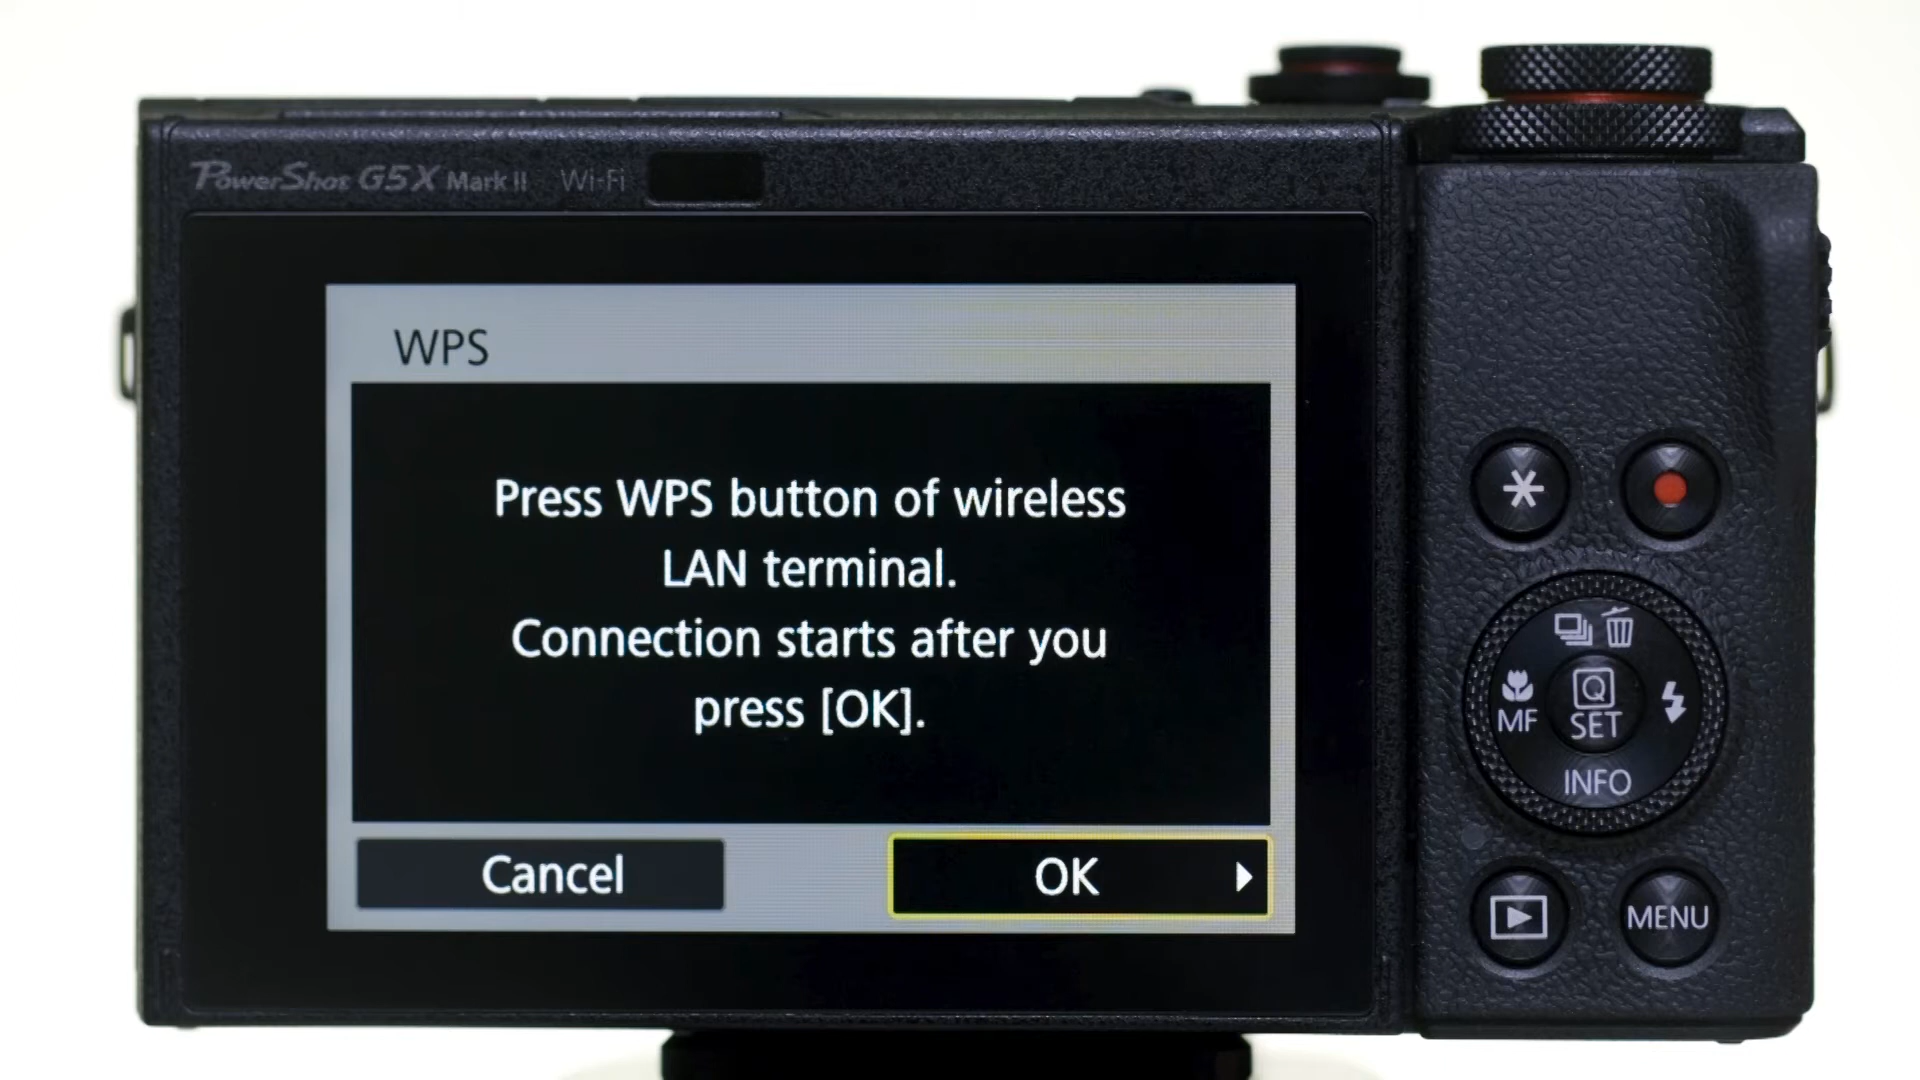 PowerShot G5X Mark II Wi-Fi
WPS
Press WPS button of wireless
LAN terminal.
Connection starts after you
press [OK].
Cancel
OK
MF
Q
SET
INFO
MENU